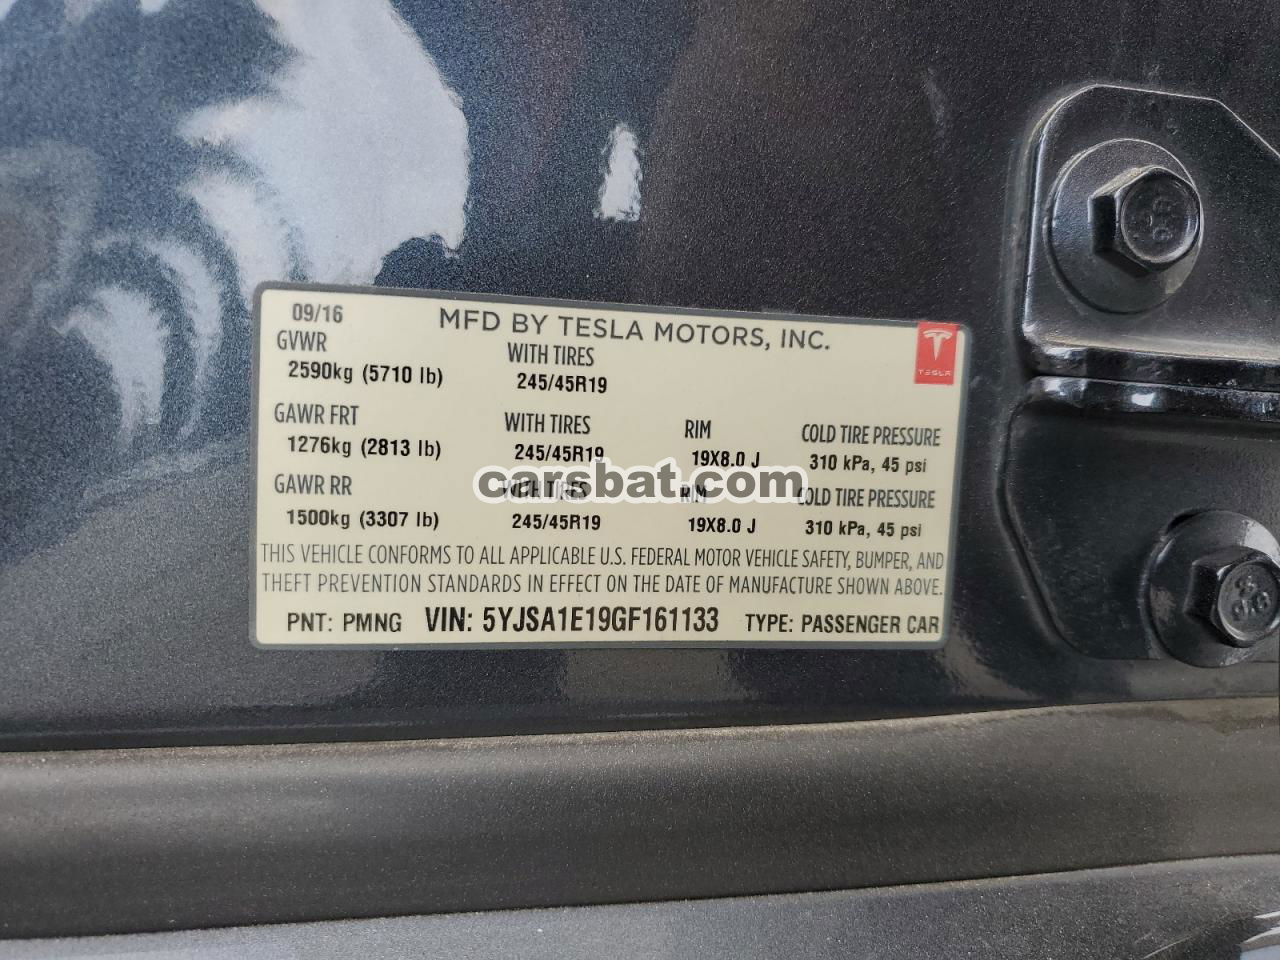 09/16 MFD BY TESLA MOTORS, INC.
TESLA
GVWR WITH TIRES
2590kg (5710 lb) 245/45R19
GAWR FRT WITH TIRES RIM COLD TIRE PRESSURE
1276kg (2813 lb) 245/45R19 19X8.0 J 310 kPa, 45 psi
carsbat.com
GAWR RR WITH TIRES RIM COLD TIRE PRESSURE
1500kg (3307 lb) 245/45R19 19X8.0 J 310 kPa, 45 psi
THIS VEHICLE CONFORMS TO ALL APPLICABLE U.S. FEDERAL MOTOR VEHICLE SAFETY, BUMPER, AND
THEFT PREVENTION STANDARDS IN EFFECT ON THE DATE OF MANUFACTURE SHOWN ABOVE.
PNT: PMNG VIN: 5YJSA1E19GF161133 TYPE: PASSENGER CAR